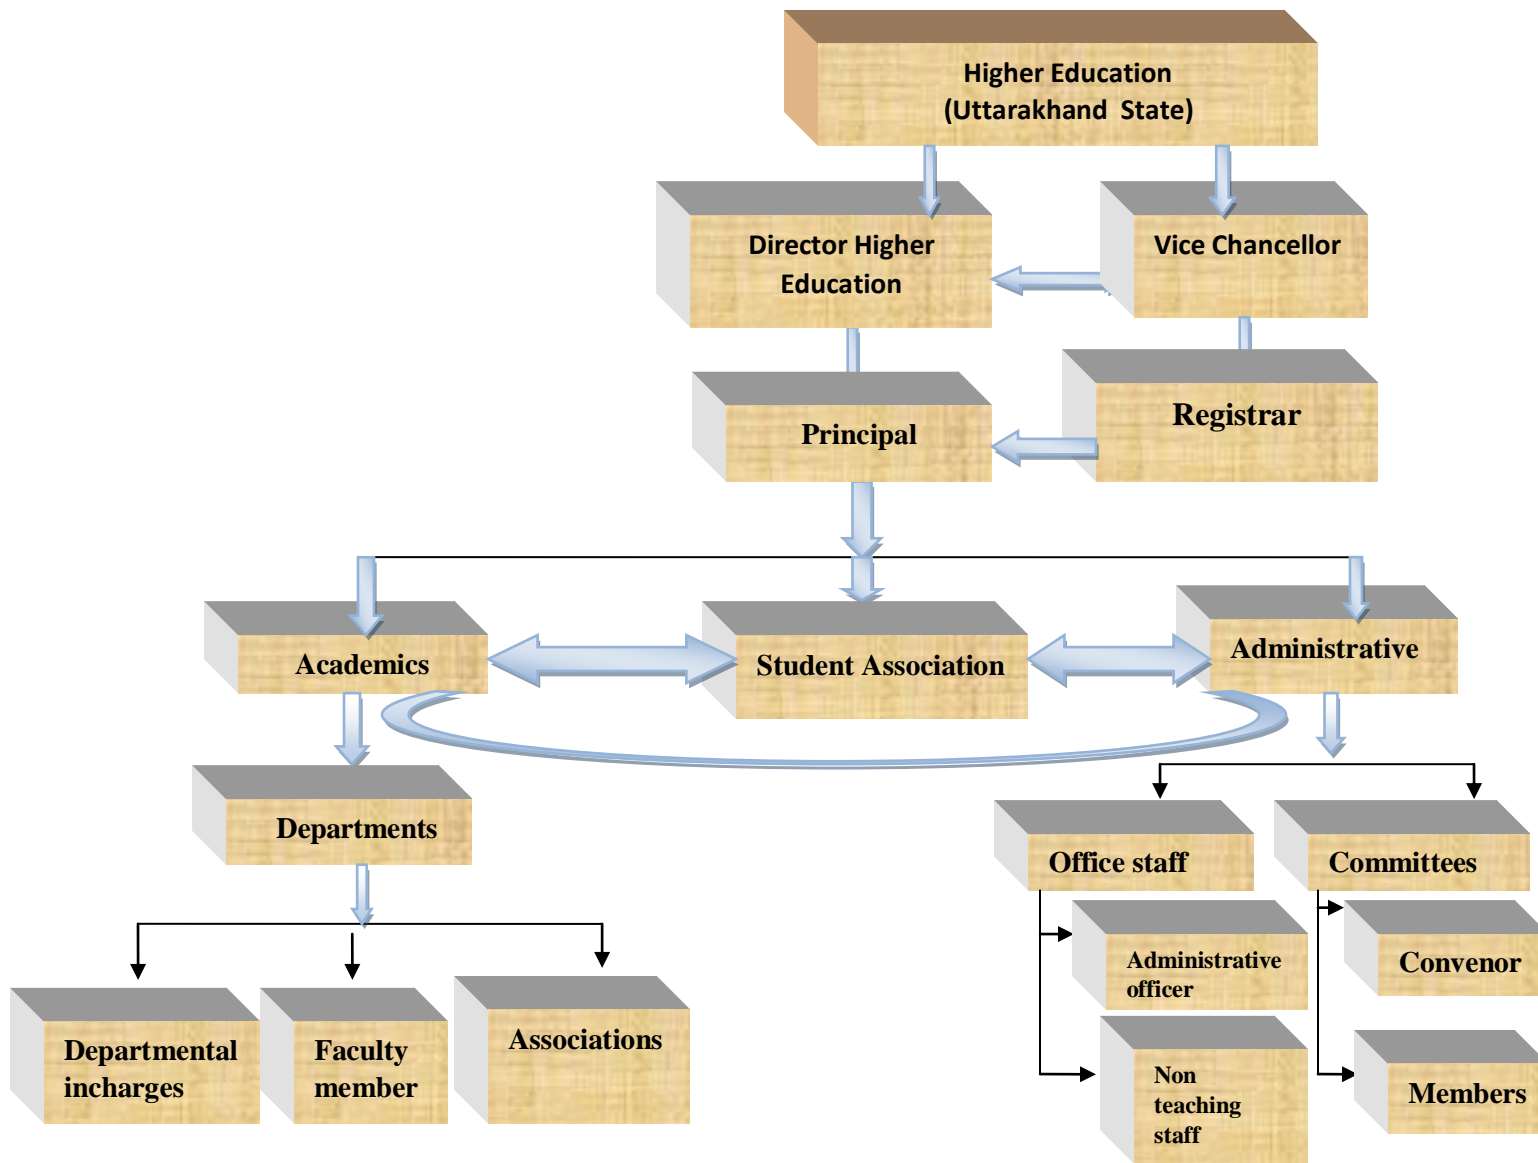 Higher Education
(Uttarakhand State)
Director Higher
Education
Vice Chancellor
Principal
Registrar
Academics
Student Association
Administrative
Departments
Office staff
Committees
Administrative
officer
Convenor
Departmental
incharges
Faculty
member
Associations
Non
teaching
staff
Members